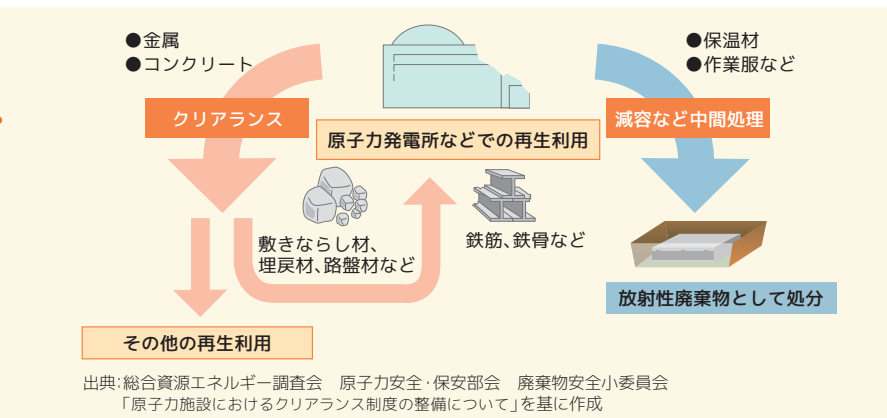 ●金属
●コンクリート
●保温材
●作業服など
クリアランス
原子力発電所などでの再生利用
減容など中間処理
敷きならし材、
埋戻材、路盤材など
鉄筋、鉄骨など
放射性廃棄物として処分
その他の再生利用
出典:総合資源エネルギー調査会　原子力安全・保安部会　廃棄物安全小委員会
「原子力施設におけるクリアランス制度の整備について」を基に作成